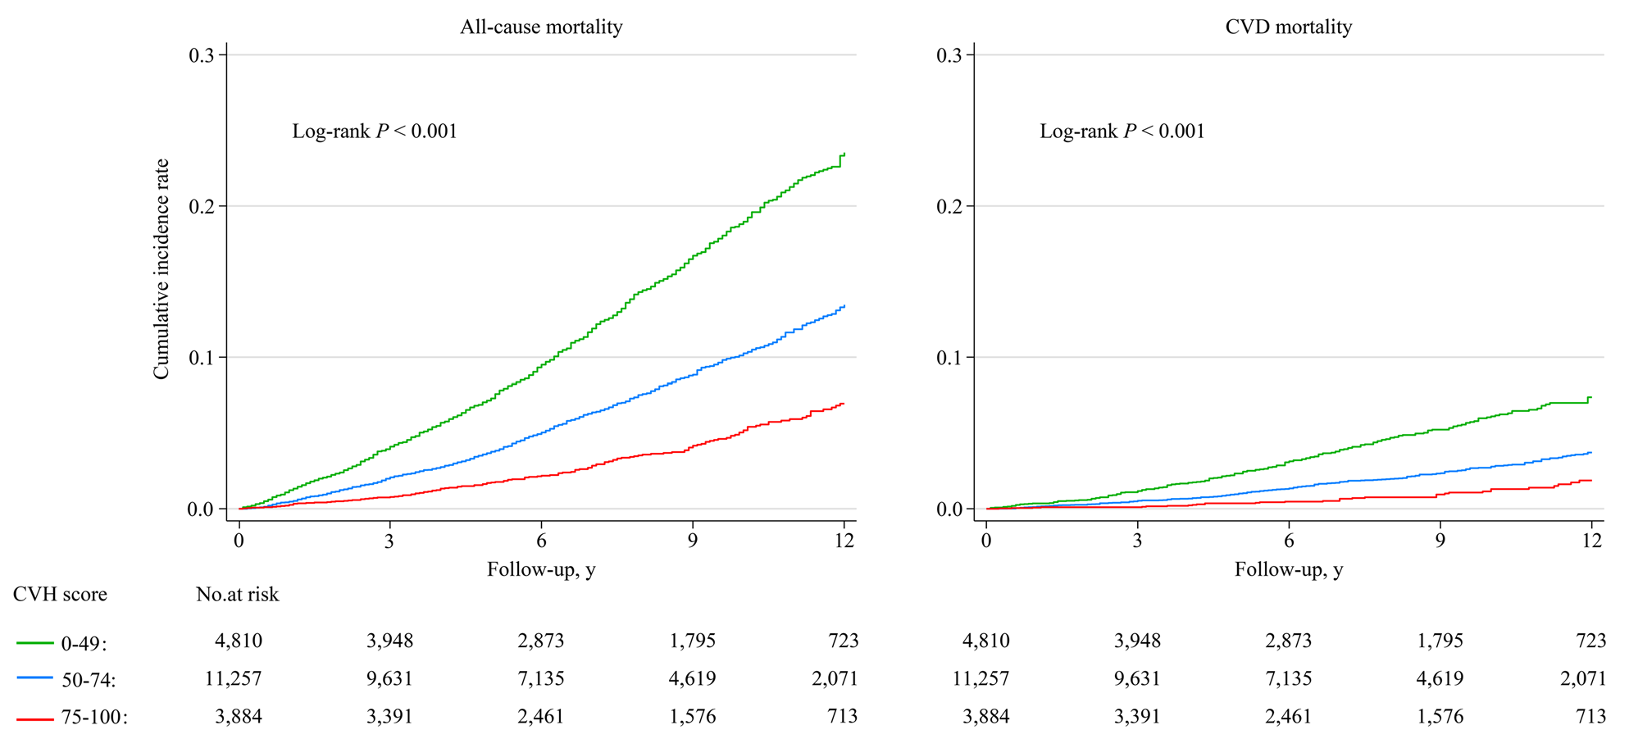 All-cause mortality CVD mortality
0.3 0.3
Log-rank P < 0.001 Log-rank P < 0.001
Cumulative incidence rate
0.2 0.2
0.1 0.1
0.0 0.0
0 3 6 9 12 0 3 6 9 12
Follow-up, y Follow-up, y
CVH score No.at risk
0-49: 4,810 3,948 2,873 1,795 723 4,810 3,948 2,873 1,795 723
50-74: 11,257 9,631 7,135 4,619 2,071 11,257 9,631 7,135 4,619 2,071
75-100: 3,884 3,391 2,461 1,576 713 3,884 3,391 2,461 1,576 713